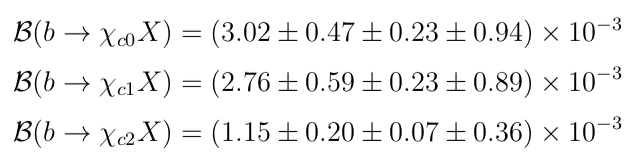 ℬ(b → χ_{c0}X) = (3.02 ± 0.47 ± 0.23 ± 0.94) × 10^{−3}
ℬ(b → χ_{c1}X) = (2.76 ± 0.59 ± 0.23 ± 0.89) × 10^{−3}
ℬ(b → χ_{c2}X) = (1.15 ± 0.20 ± 0.07 ± 0.36) × 10^{−3}